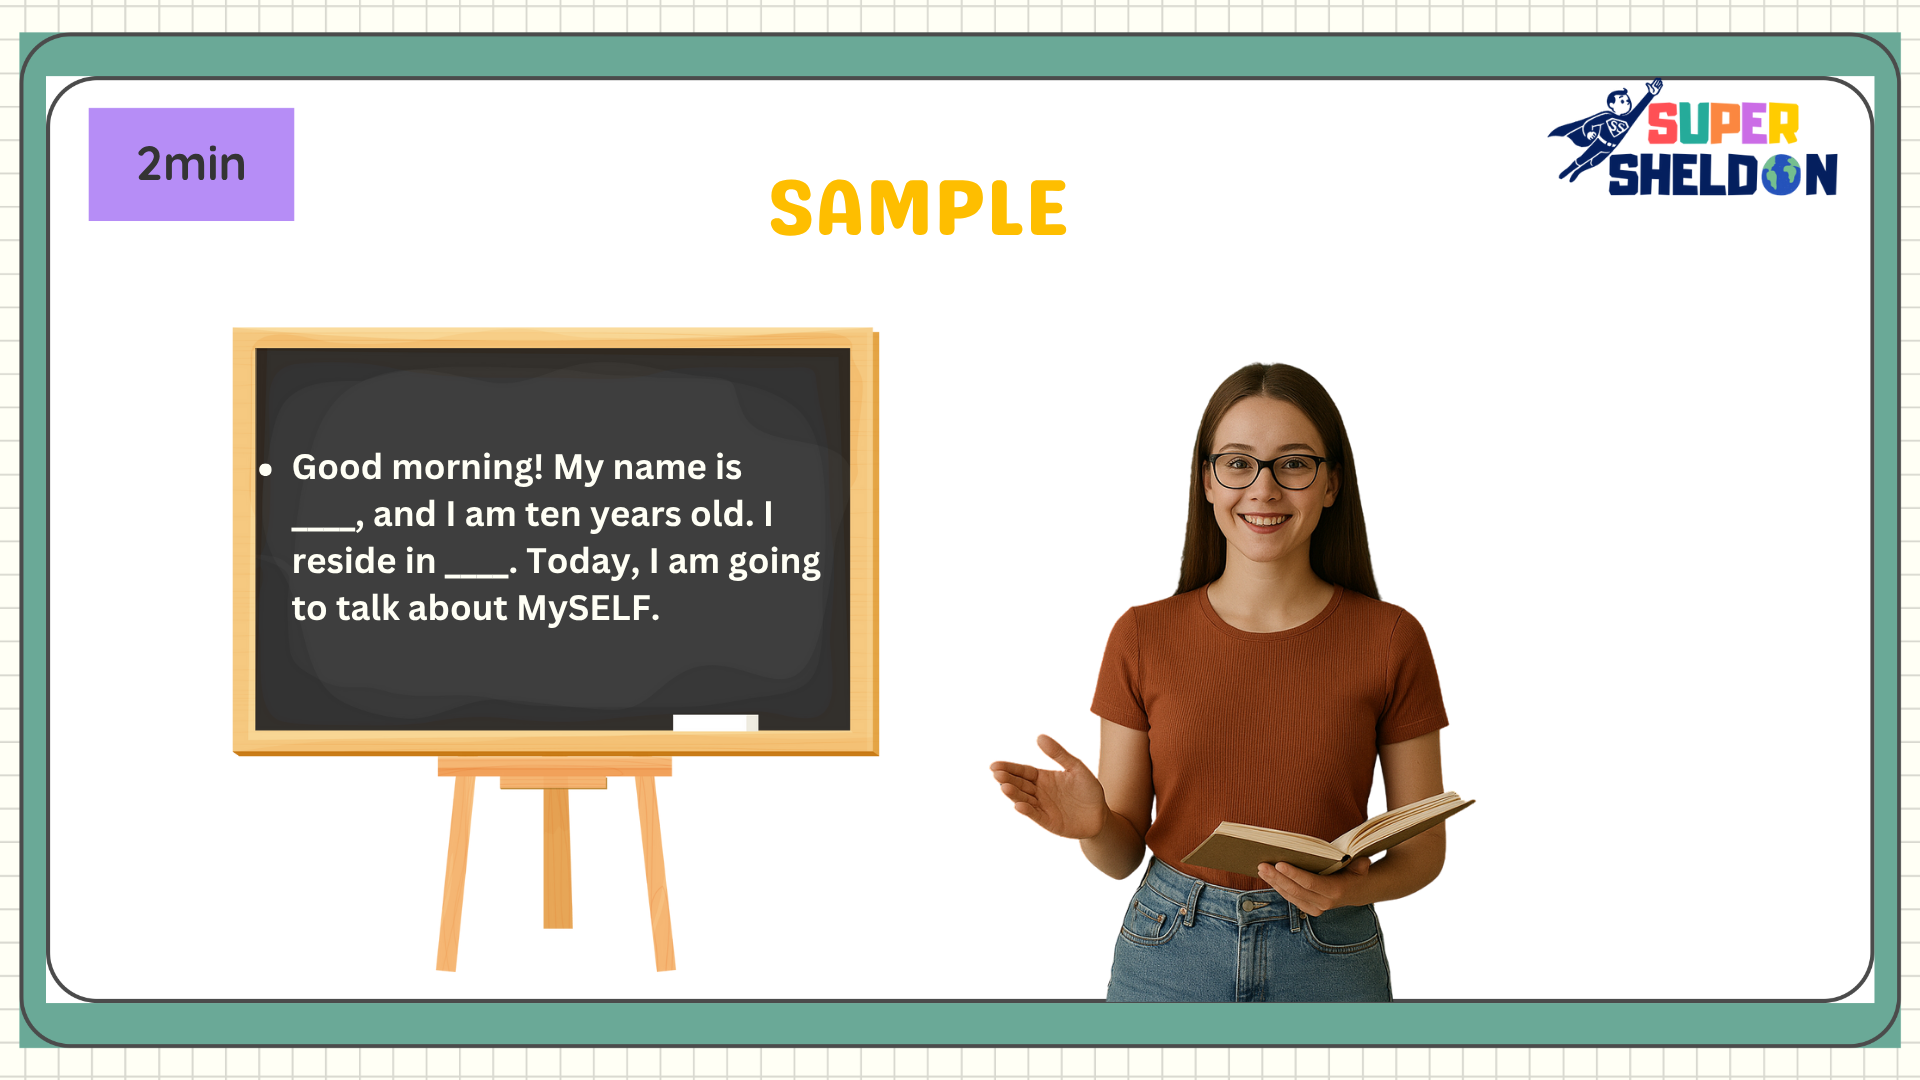 2min
SUPER
SHELDON
SAMPLE
• Good morning! My name is
____, and I am ten years old. I
reside in ____. Today, I am going
to talk about MySELF.